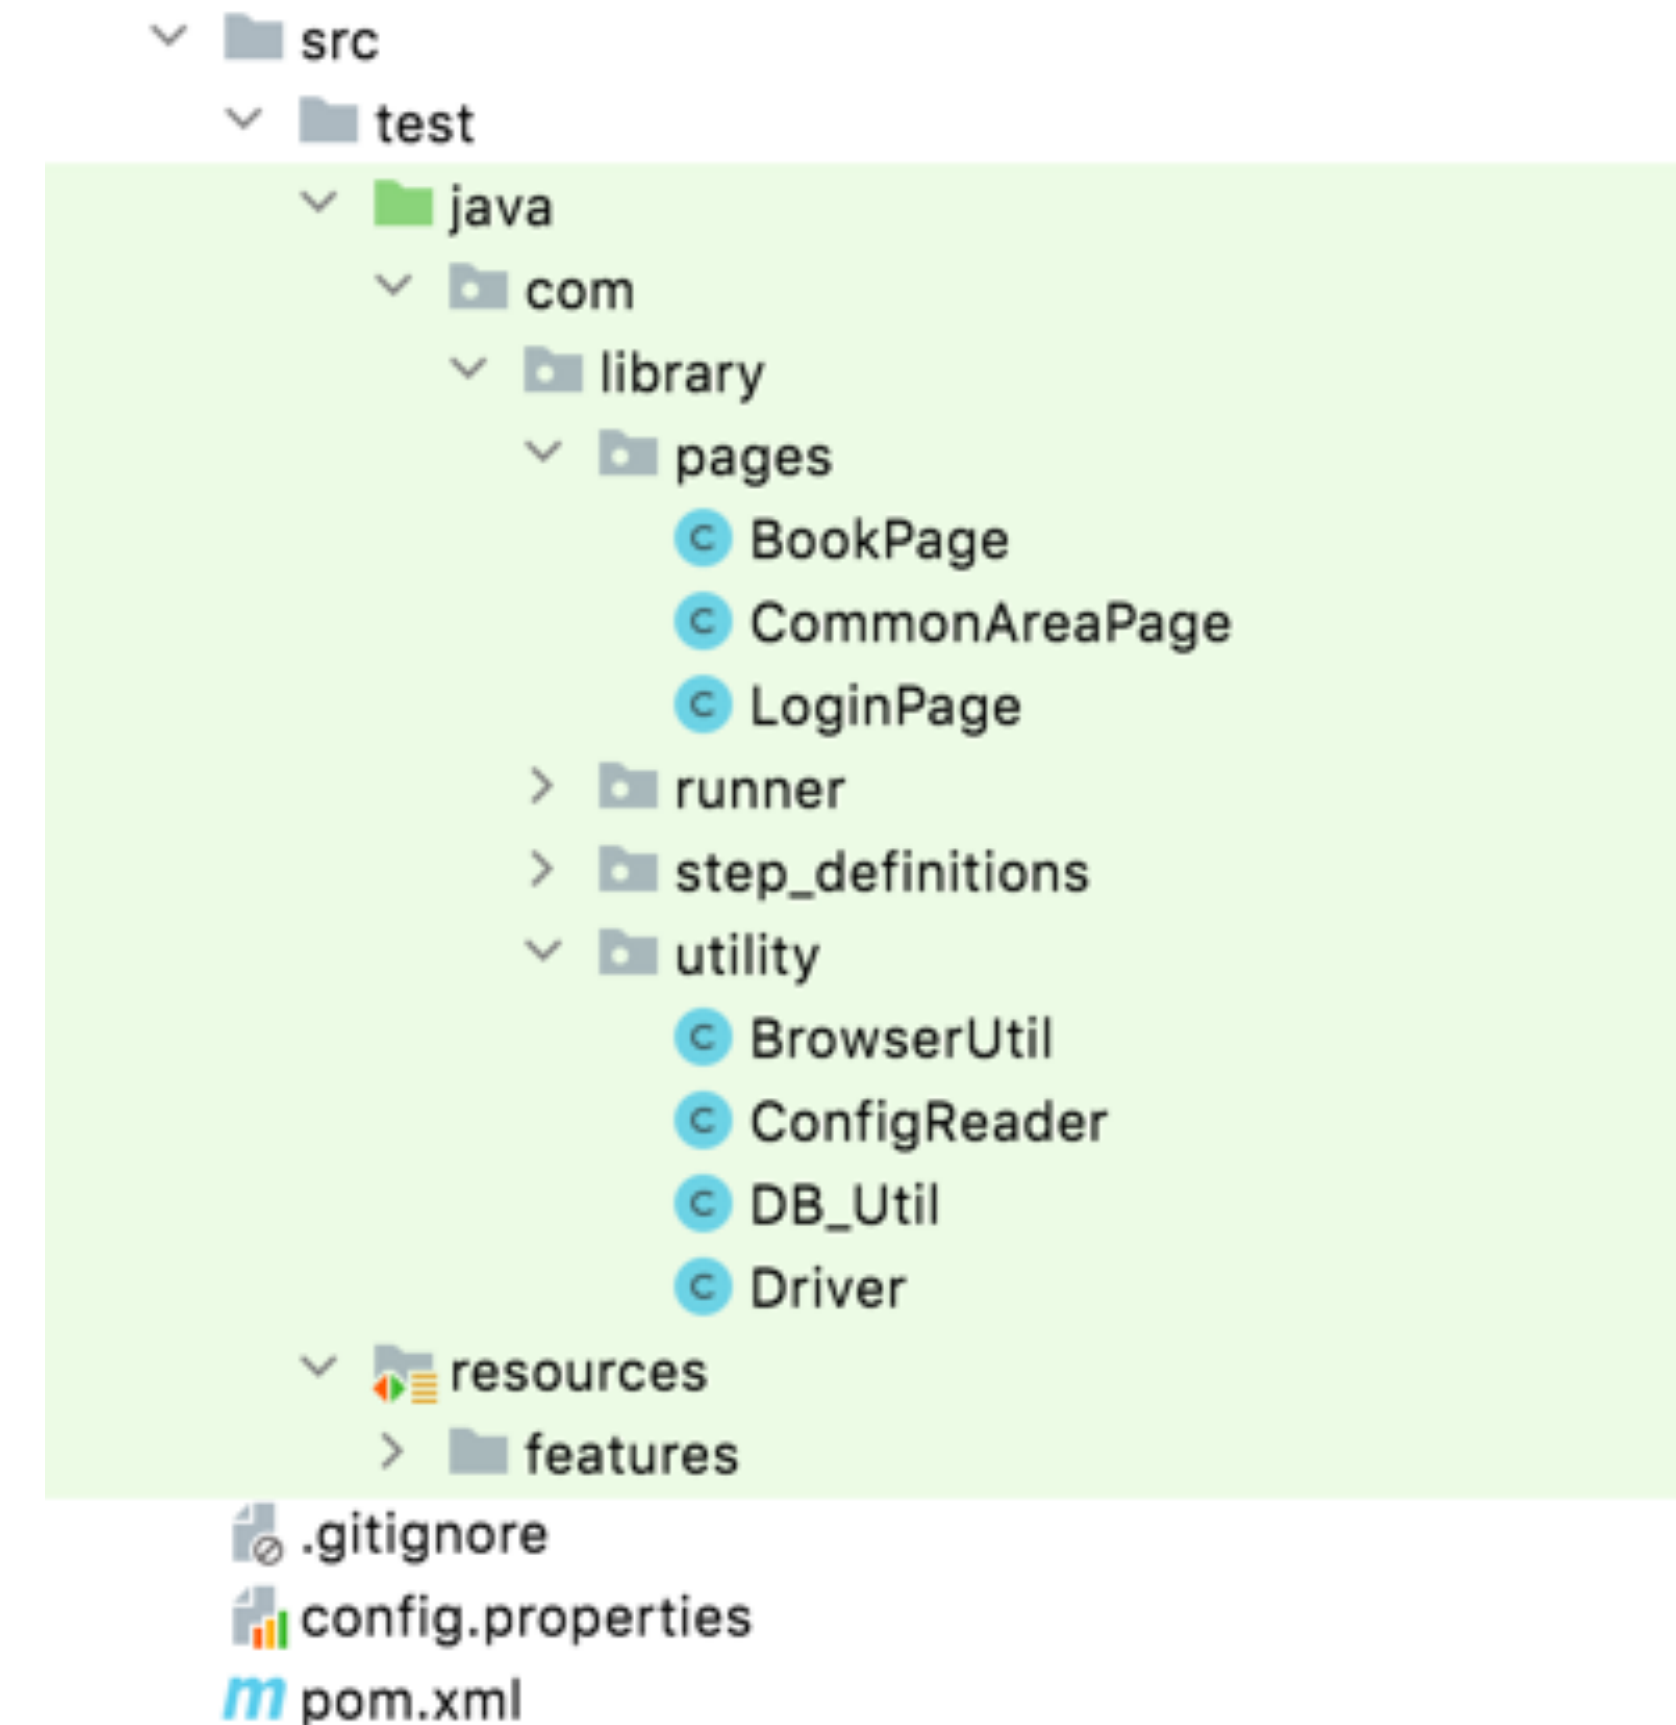 src
test
java
com
library
pages
C BookPage
C CommonAreaPage
C LoginPage
runner
step_definitions
utility
C BrowserUtil
C ConfigReader
C DB_Util
C Driver
resources
features
.gitignore
config.properties
m pom.xml